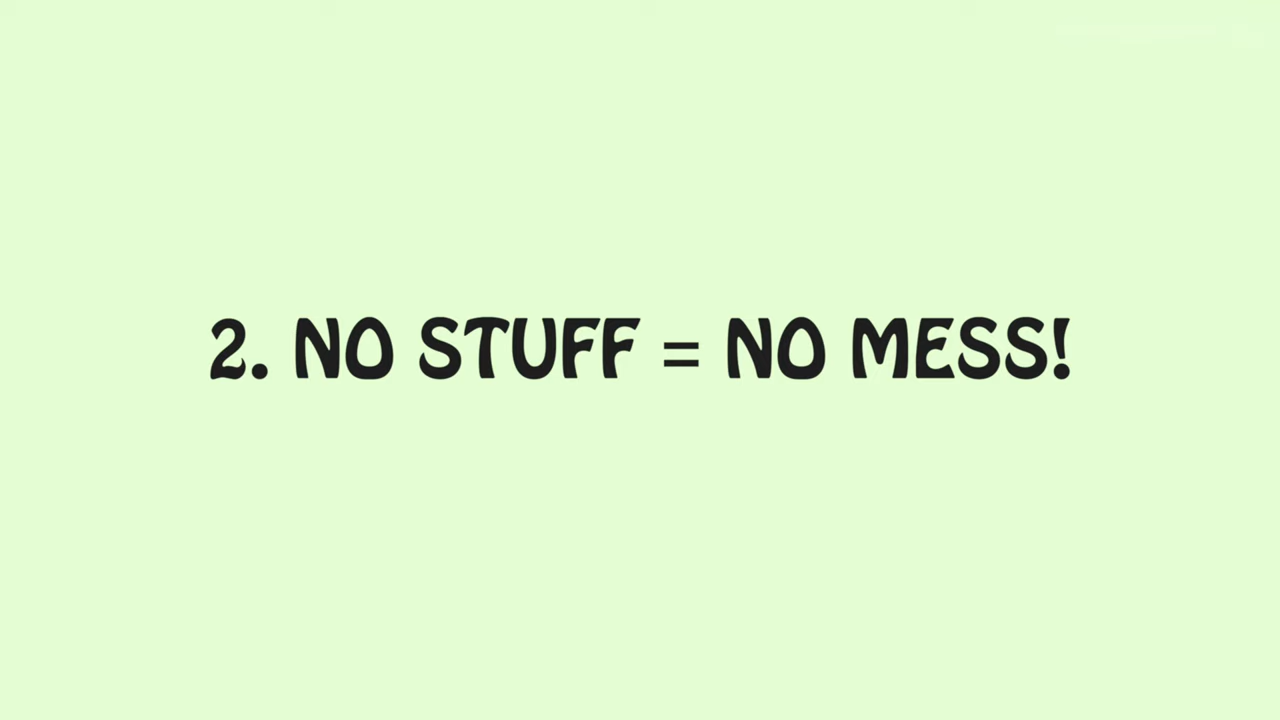 2. NO STUFF = NO MESS!